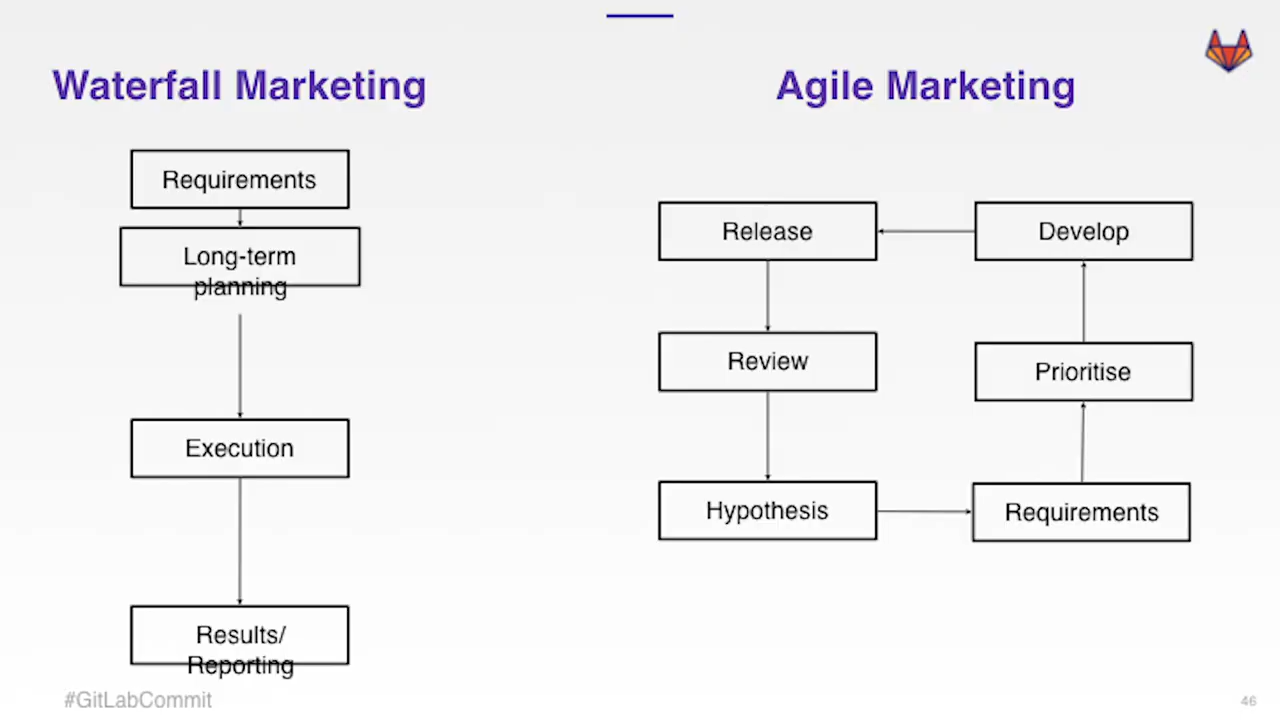 Waterfall Marketing
Requirements
Long-term
planning
Execution
Results/
Reporting
Agile Marketing
Release
Develop
Review
Prioritise
Hypothesis
Requirements
#GitLabCommit
46